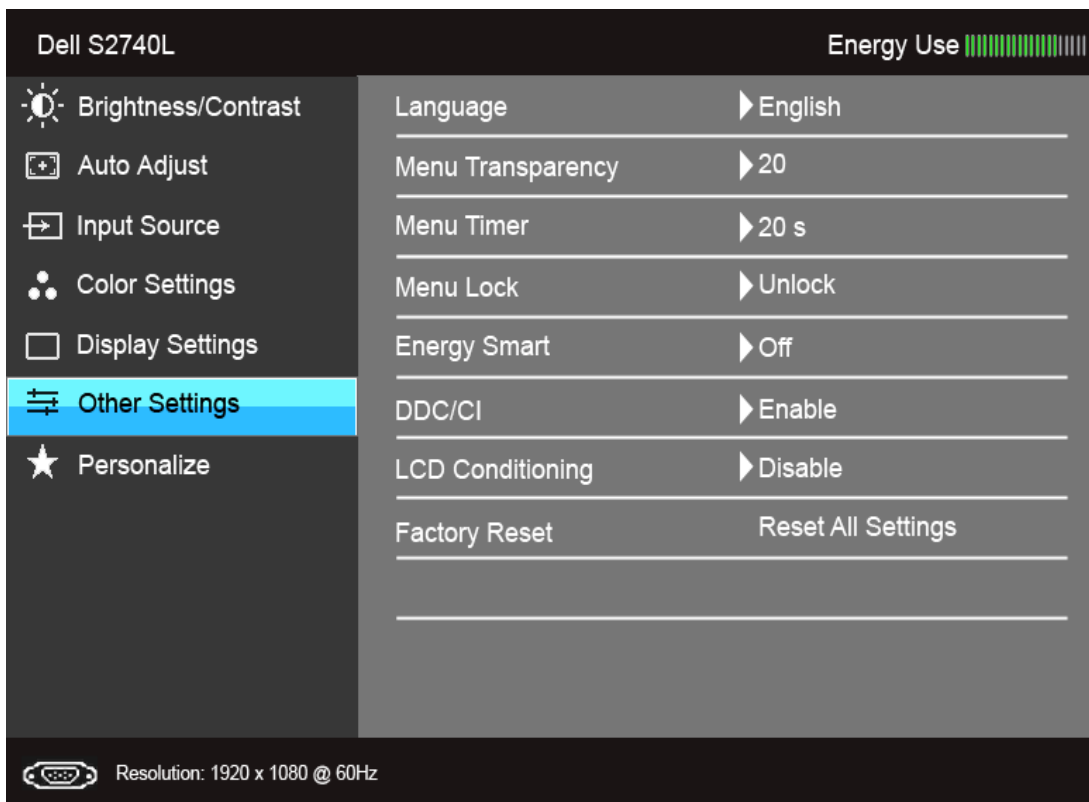 Dell S2740L
Energy Use
Brightness/Contrast
Auto Adjust
Input Source
Color Settings
Display Settings
Other Settings
Personalize
Language English
Menu Transparency 20
Menu Timer 20 s
Menu Lock Unlock
Energy Smart Off
DDC/CI Enable
LCD Conditioning Disable
Factory Reset Reset All Settings
Resolution: 1920 x 1080 @ 60Hz